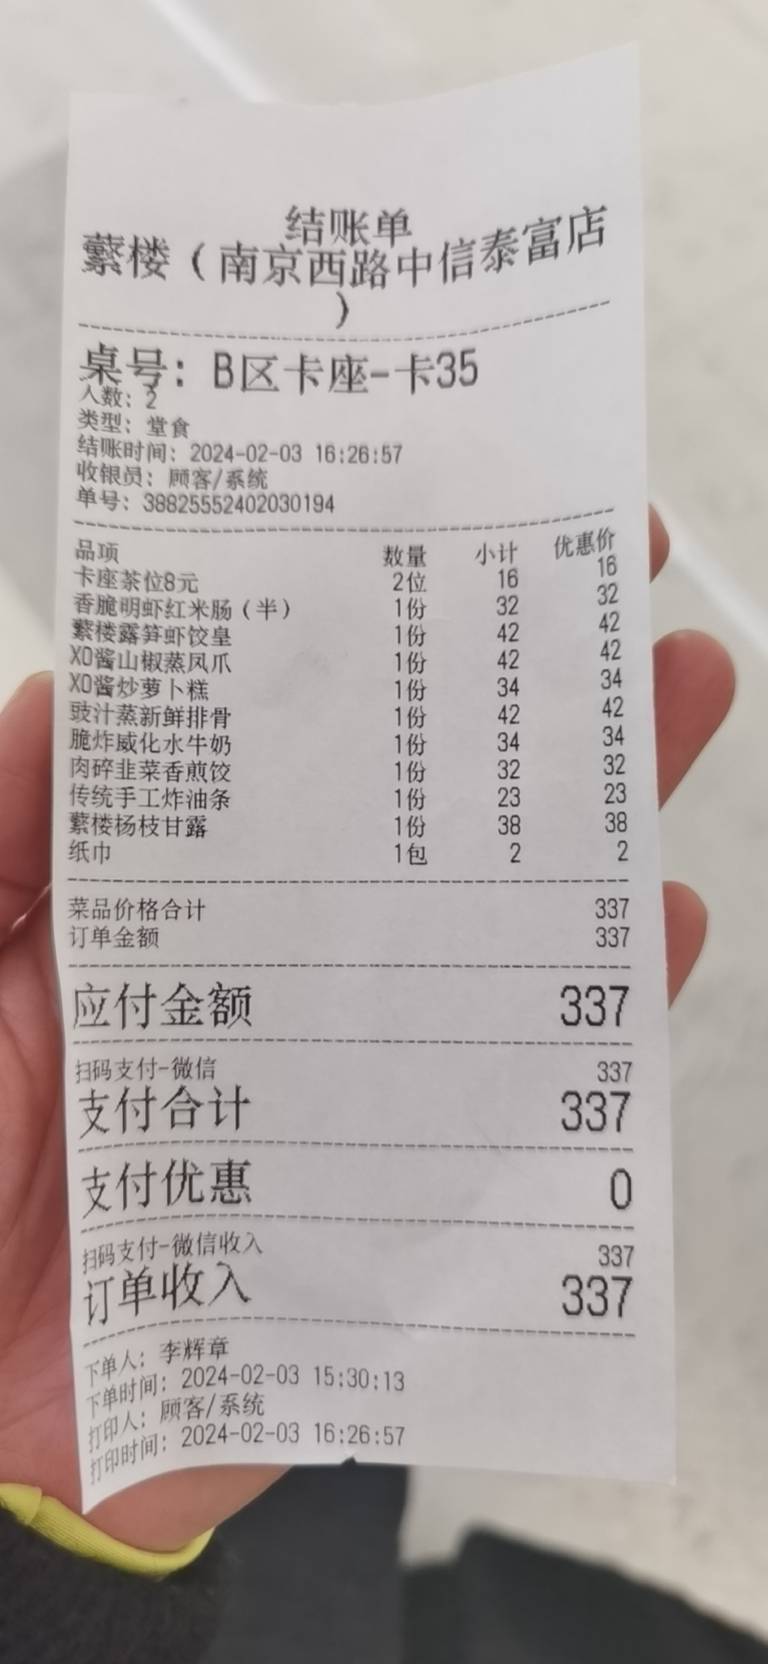 结账单
蘩楼（南京西路中信泰富店
）
桌号：B区卡座-卡35
人数：2
类型：堂食
结账时间：2024-02-03 16:26:57
收银员：顾客/系统
单号：38825552402030194
品项 数量 小计 优惠价
卡座茶位8元 2位 16 16
香脆明虾红米肠（半） 1份 32 32
蘩楼露笋虾饺皇 1份 42 42
XO酱山椒蒸凤爪 1份 42 42
XO酱炒萝卜糕 1份 34 34
豉汁蒸新鲜排骨 1份 42 42
脆炸威化水牛奶 1份 34 34
肉碎韭菜香煎饺 1份 32 32
传统手工炸油条 1份 23 23
蘩楼杨枝甘露 1份 38 38
纸巾 1包 2 2
菜品价格合计 337
订单金额 337
应付金额 337
扫码支付-微信 337
支付合计 337
支付优惠 0
扫码支付-微信收入 337
订单收入 337
下单人：李辉章
下单时间：2024-02-03 15:30:13
打印人：顾客/系统
打印时间：2024-02-03 16:26:57